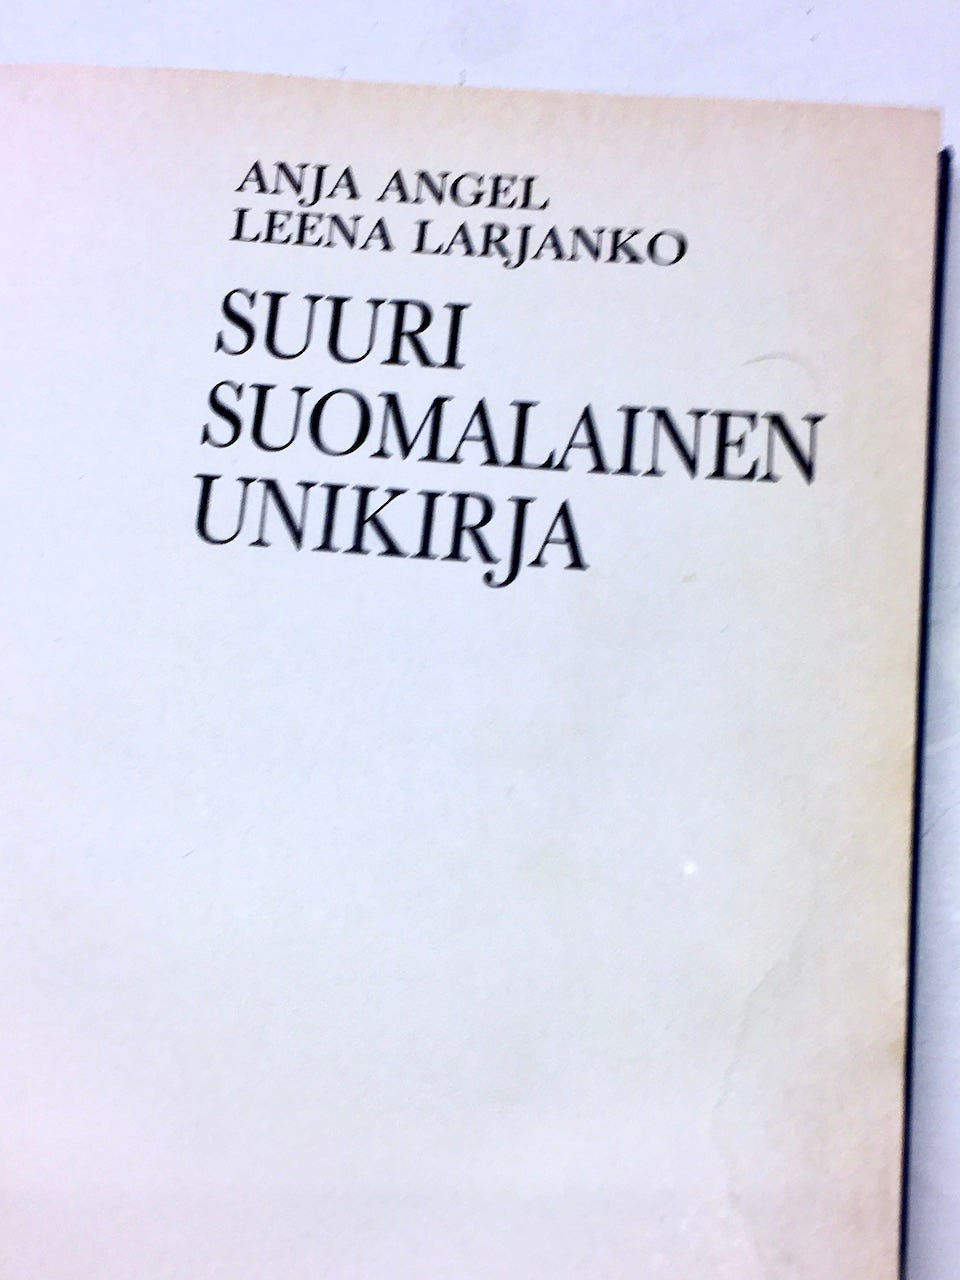 ANJA ANGEL
LEENA LARJANKO
SUURI
SUOMALAINEN
UNIKIRJA